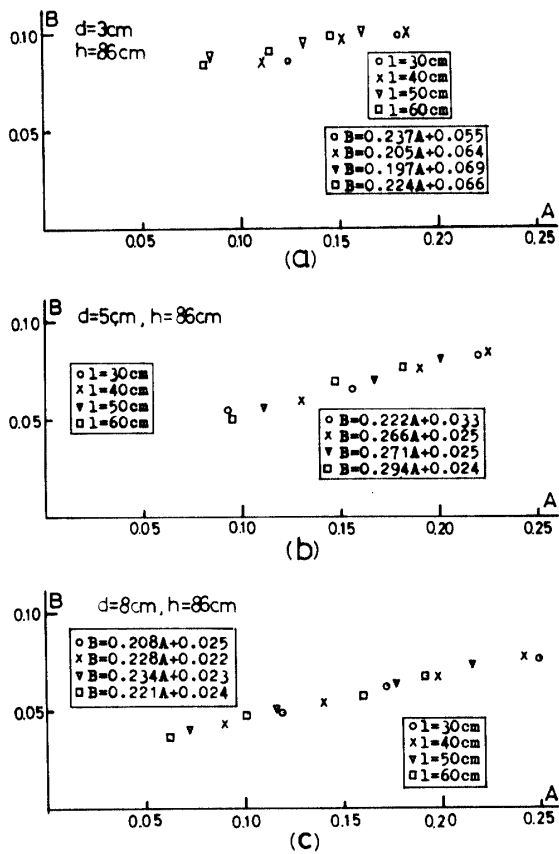 B
0.10
d=3cm
h=86cm
o l=30cm
x l=40cm
▽ l=50cm
□ l=60cm
0.05
o B=0.237A+0.055
x B=0.205A+0.064
▽ B=0.197A+0.069
□ B=0.224A+0.066
A
0.05 0.10 0.15 0.20 0.25
(a)
B
d=5cm, h=86cm
0.10
o l=30cm
x l=40cm
▼ l=50cm
□ l=60cm
0.05
o B=0.222A+0.033
x B=0.266A+0.025
▼ B=0.271A+0.025
□ B=0.294A+0.024
A
0.05 0.10 0.15 0.20 0.25
(b)
B
d=8cm, h=86cm
0.10
o B=0.208A+0.025
x B=0.228A+0.022
▽ B=0.234A+0.023
□ B=0.221A+0.024
0.05
o l=30cm
x l=40cm
▼ l=50cm
□ l=60cm
A
0.05 0.10 0.15 0.20 0.25
(c)